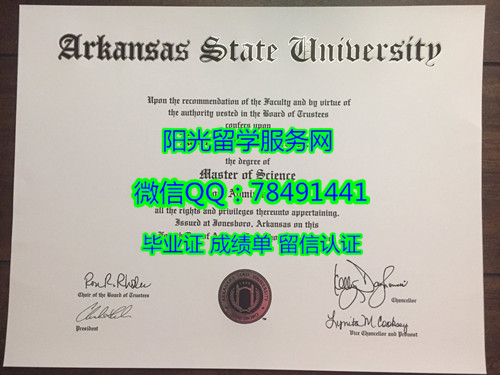 Arkansas State University
Upon the recommendation of the Faculty and by virtue of
the authority vested in the Board of Trustees
confers upon
阳光留学服务网
the degree of
Master of Science
微信QQ：78491441
all the rights and privileges thereunto appertaining.
Issued at Jonesboro, Arkansas on this
毕业证 成绩单 留信认证
Chair of the Board of Trustees
Chancellor
President
Vice Chancellor and Provost